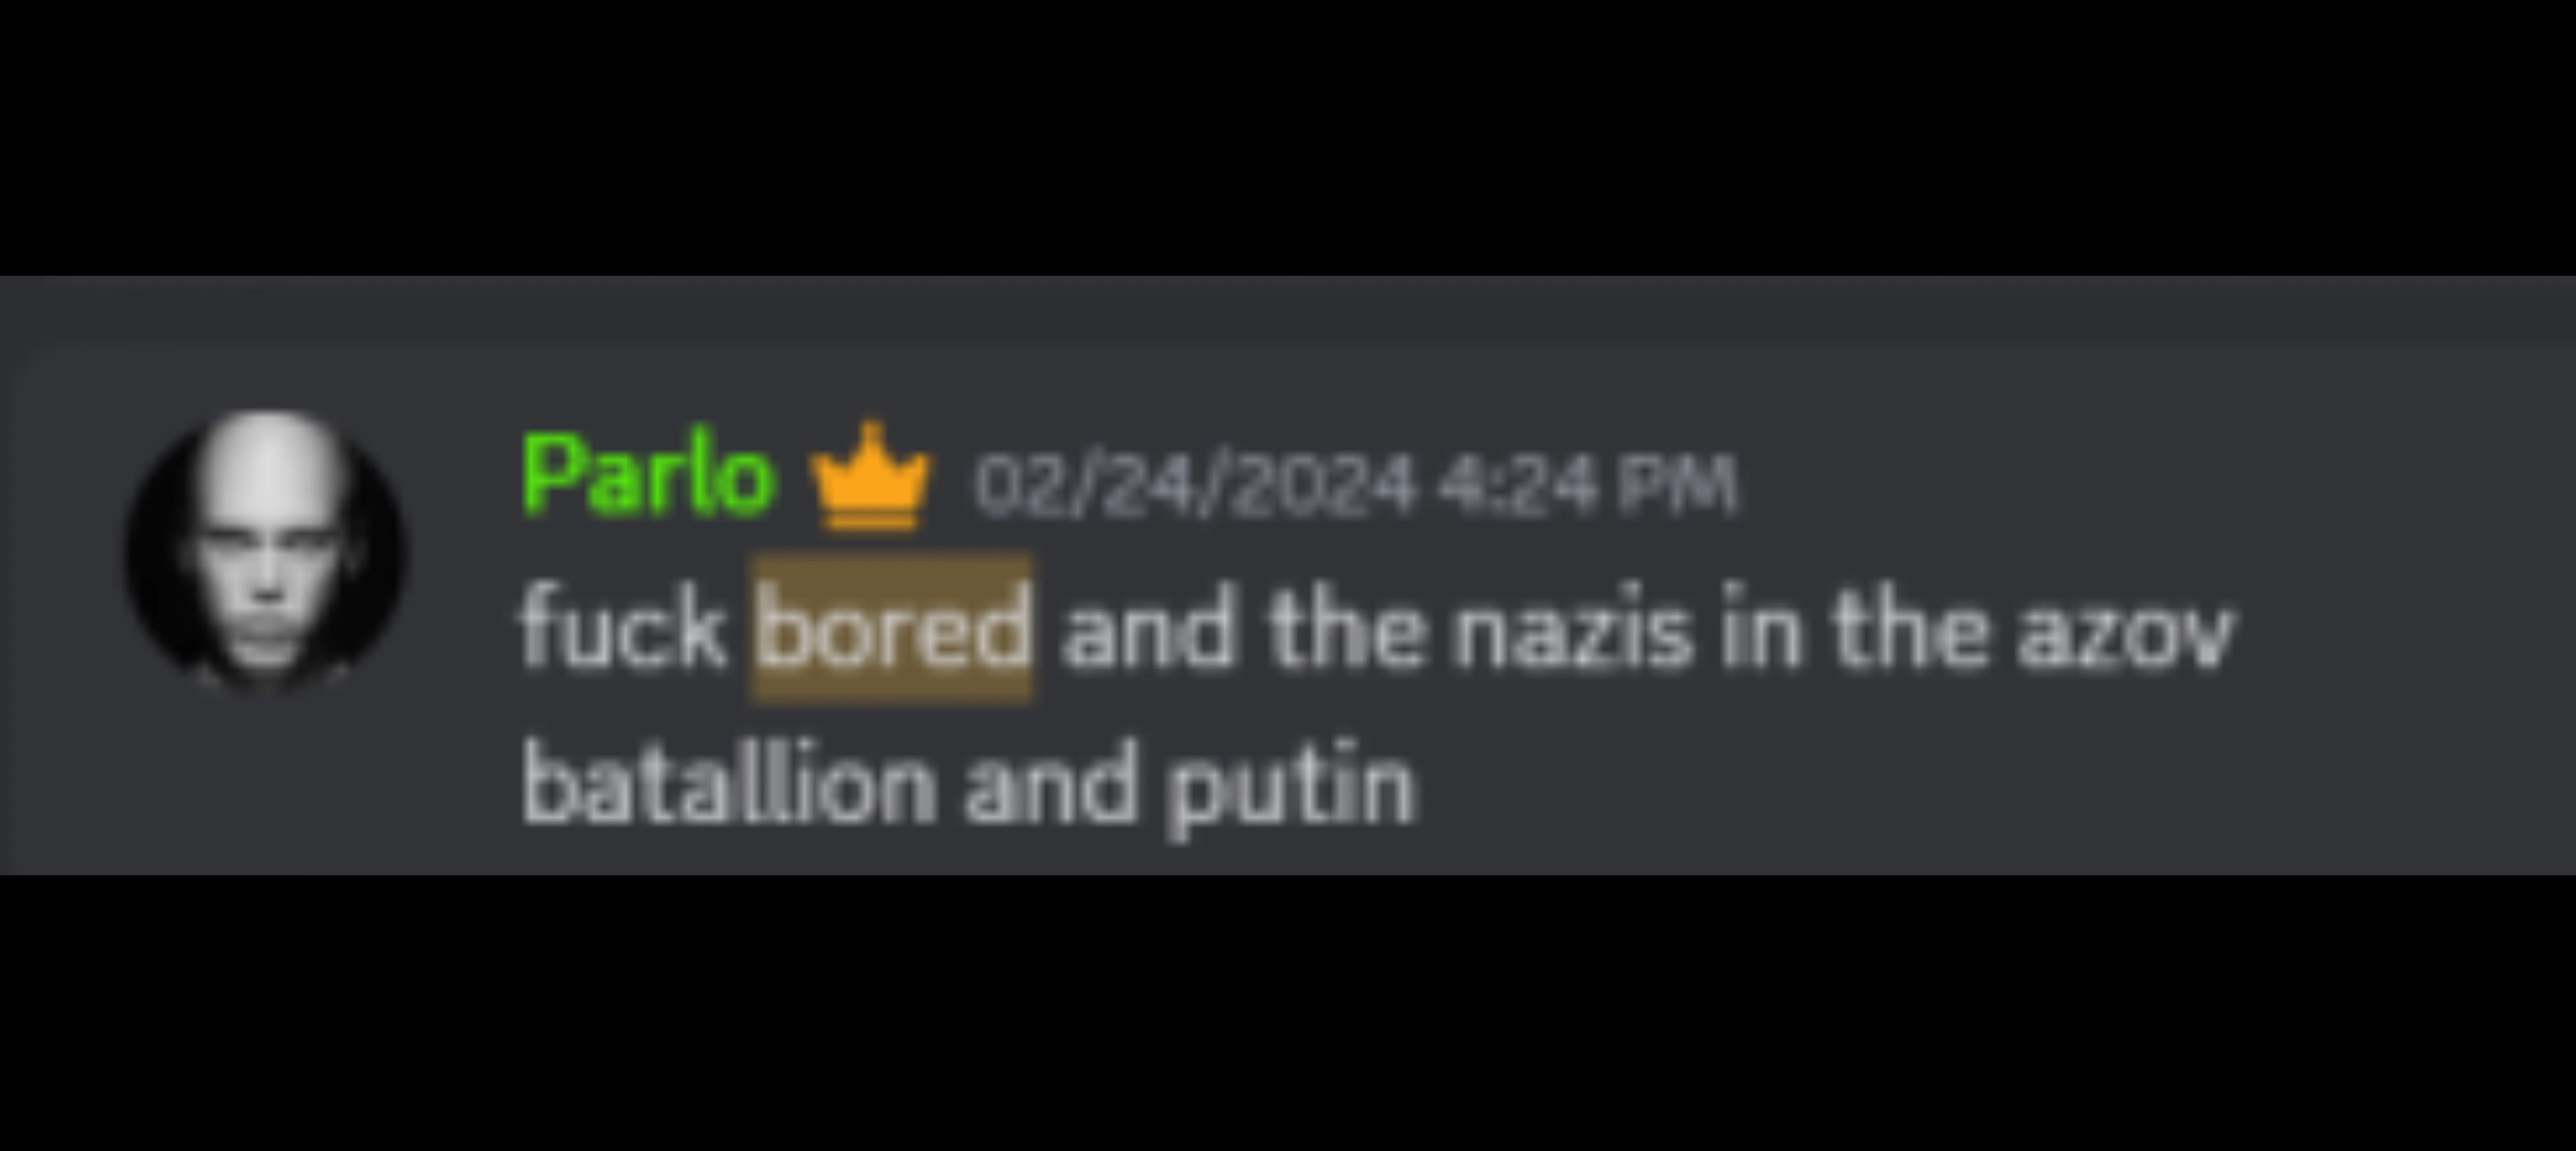 Parlo 02/24/2024 4:24 PM
fuck bored and the nazis in the azov
batallion and putin